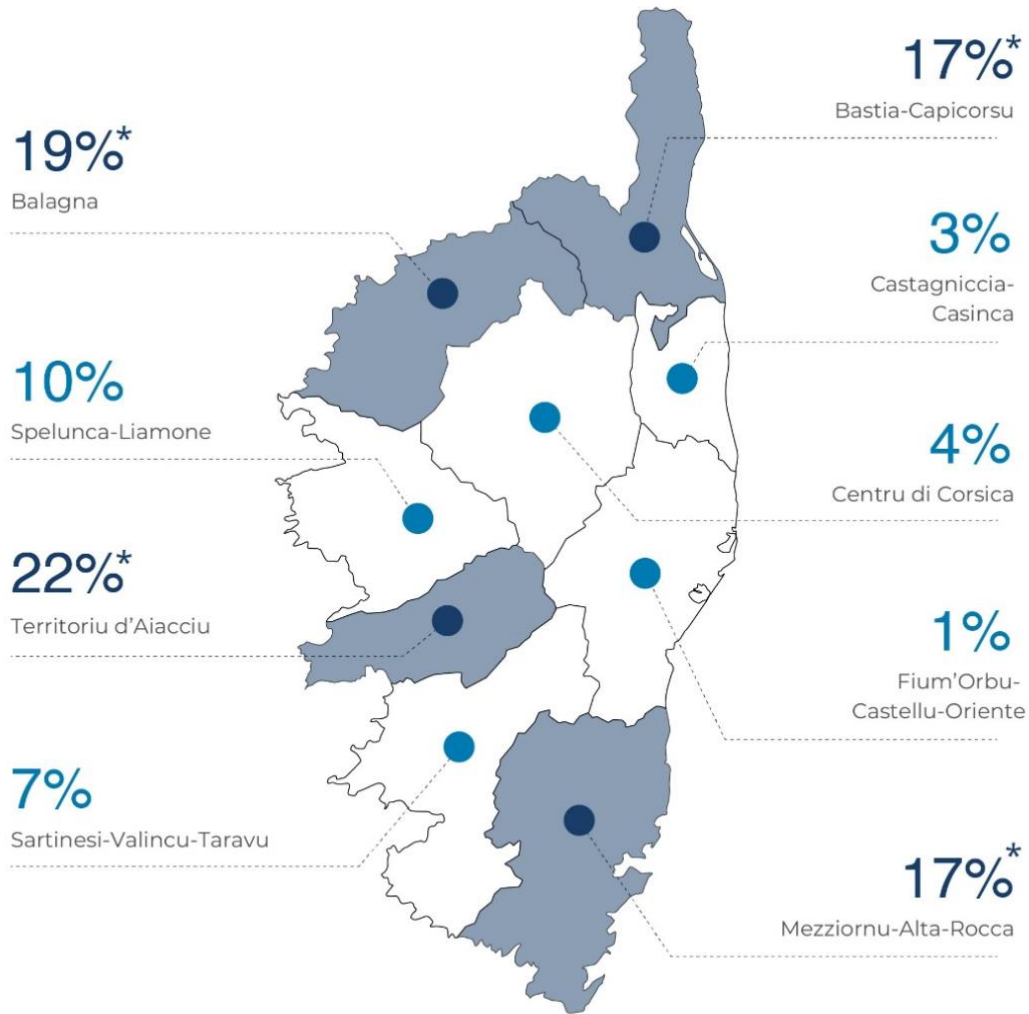 19%*
Balagna
10%
Spelunca-Liamone
22%*
Territoriu d'Aiacciu
7%
Sartinesi-Valincu-Taravu
17%*
Bastia-Capicorsu
3%
Castagniccia-
Casinca
4%
Centru di Corsica
1%
Fium'Orbu-
Castellu-Oriente
17%*
Mezziornu-Alta-Rocca